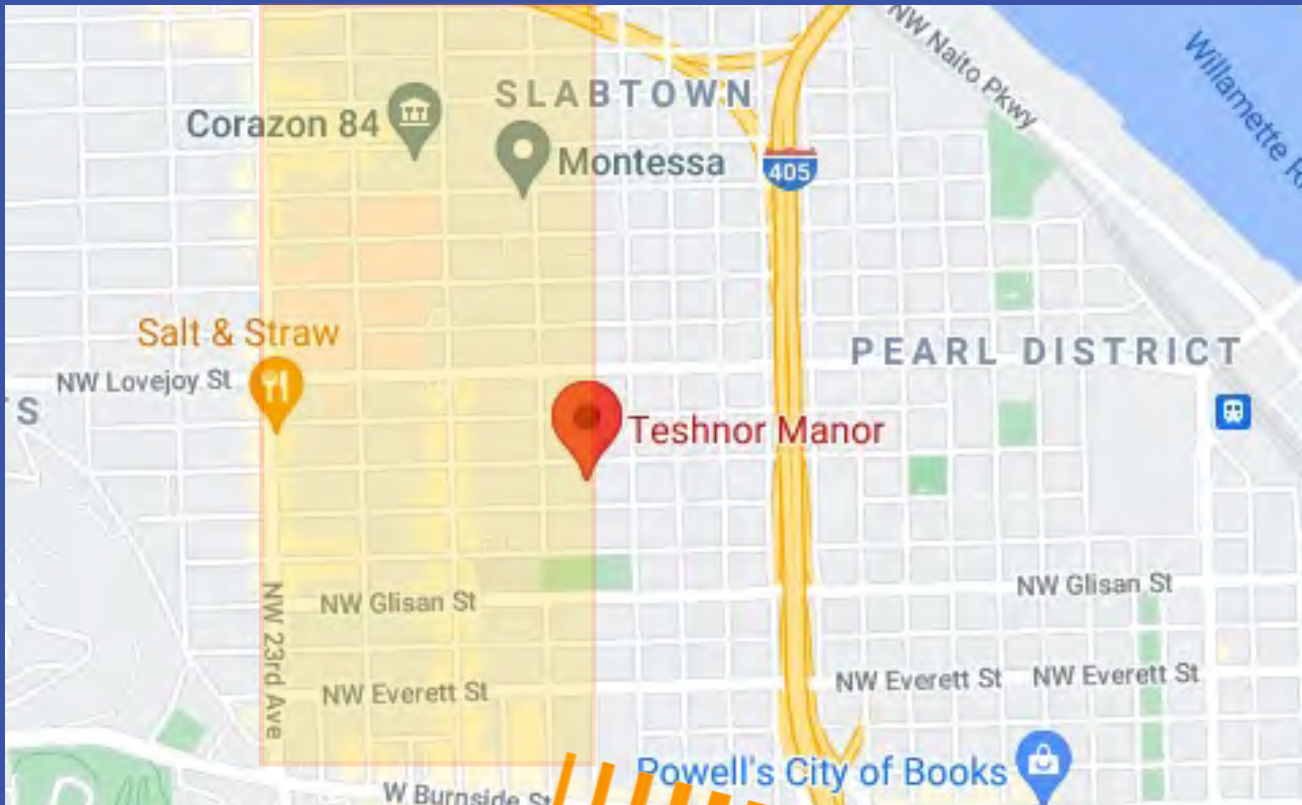 NW Naito Pkwy
Willamette R
SLABTOWN
Corazon 84
Montessa
405
Salt & Straw
NW Lovejoy St
PEARL DISTRICT
S
Teshnor Manor
NW 23rd Ave
NW Glisan St
NW Glisan St
NW Everett St
NW Everett St
NW Everett St
Powell's City of Books
W Burnside St